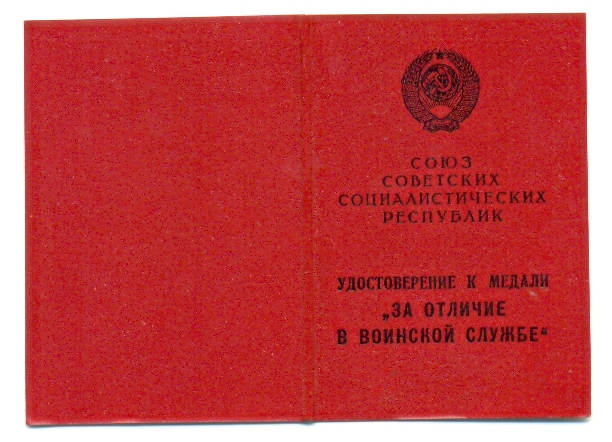 СОЮЗ
СОВЕТСКИХ
СОЦИАЛИСТИЧЕСКИХ
РЕСПУБЛИК
УДОСТОВЕРЕНИЕ К МЕДАЛИ
„ЗА ОТЛИЧИЕ
В ВОИНСКОЙ СЛУЖБЕ“